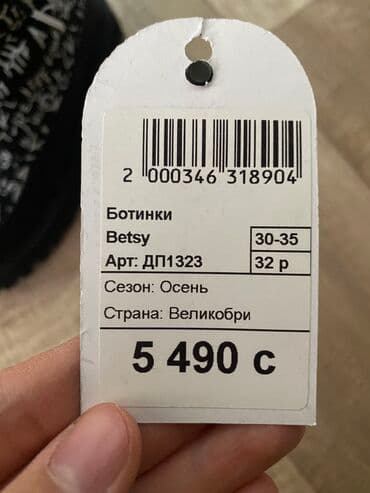 2 000346 318904
Ботинки
Betsy 30-35
Арт: ДП1323 32 р
Сезон: Осень
Страна: Великобри
5 490 с